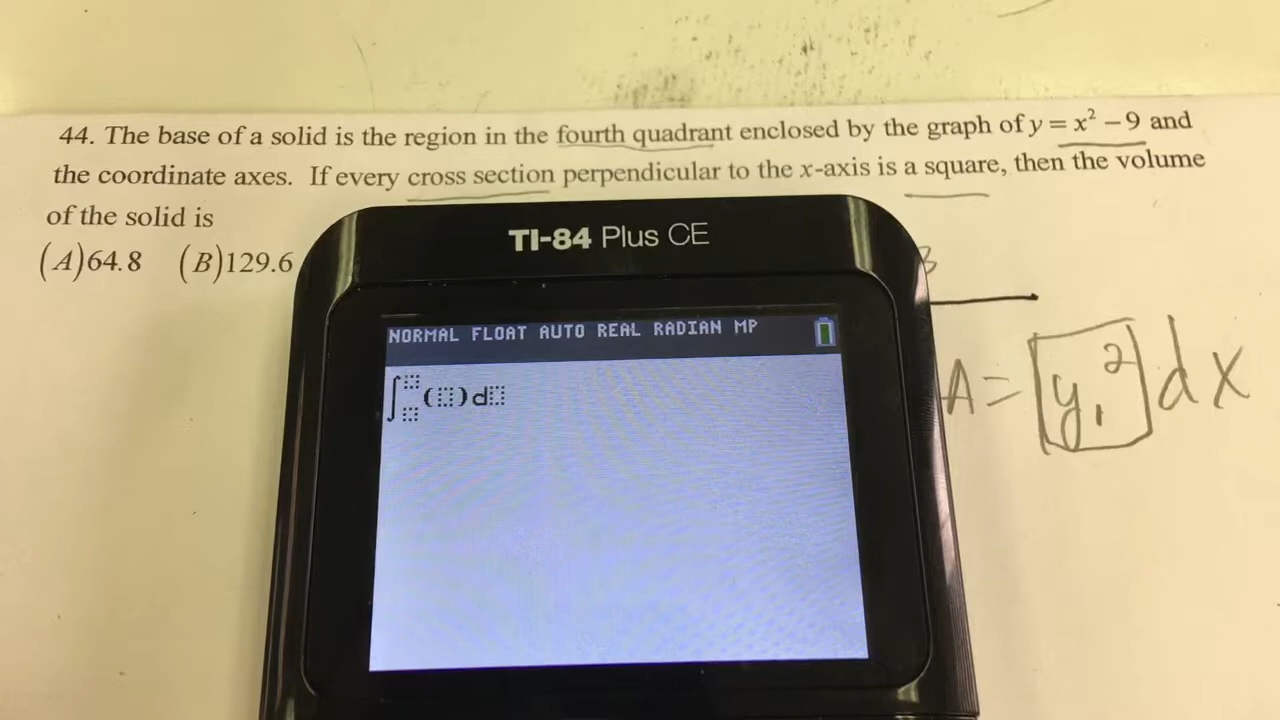 44. The base of a solid is the region in the fourth quadrant enclosed by the graph of y = x² − 9 and
the coordinate axes. If every cross section perpendicular to the x-axis is a square, then the volume
of the solid is
(A)64.8 (B)129.6
TI-84 Plus CE
NORMAL FLOAT AUTO REAL RADIAN MP
∫(⬚)d⬚
A = [y₁²]dx